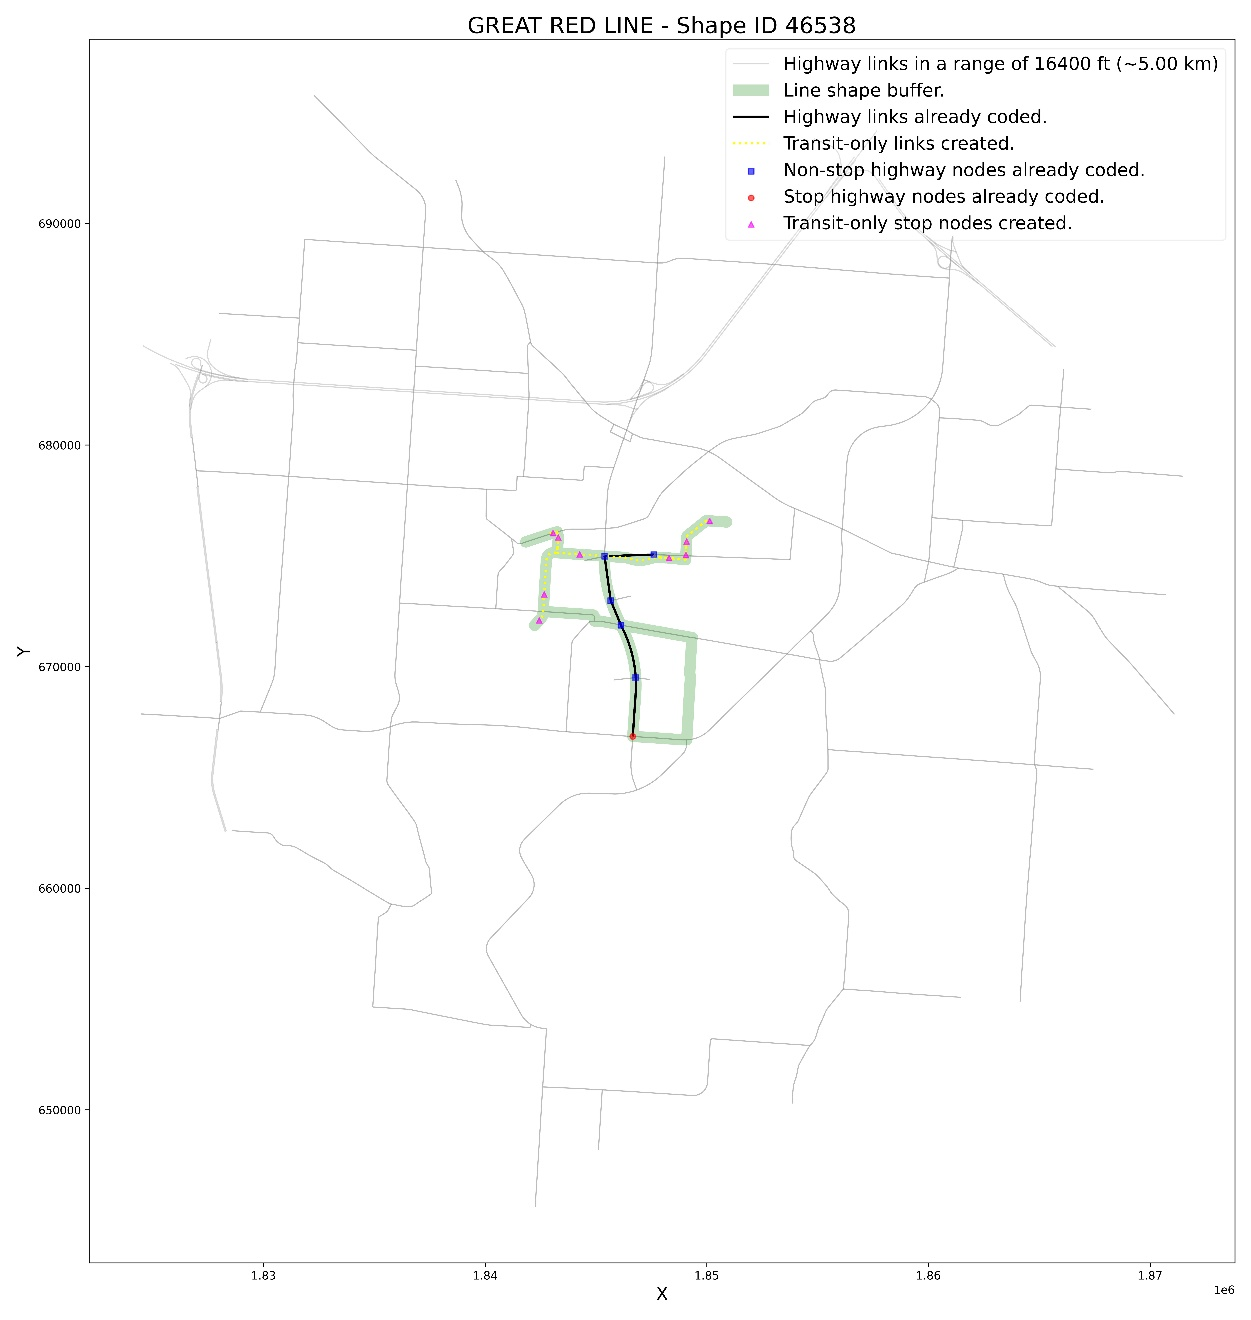 GREAT RED LINE - Shape ID 46538
Highway links in a range of 16400 ft (~5.00 km)
Line shape buffer.
Highway links already coded.
Transit-only links created.
Non-stop highway nodes already coded.
Stop highway nodes already coded.
Transit-only stop nodes created.
690000
680000
670000
660000
650000
Y
1.83 1.84 1.85 1.86 1.87
1e6
X